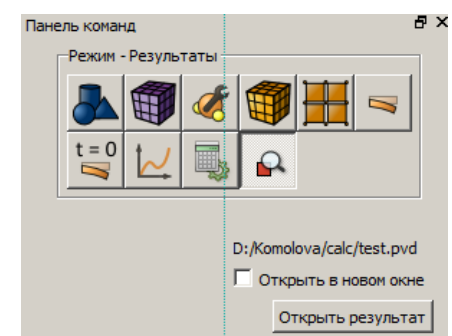 Панель команд
Режим - Результаты
t = 0
D:/Komolova/calc/test.pvd
Открыть в новом окне
Открыть результат